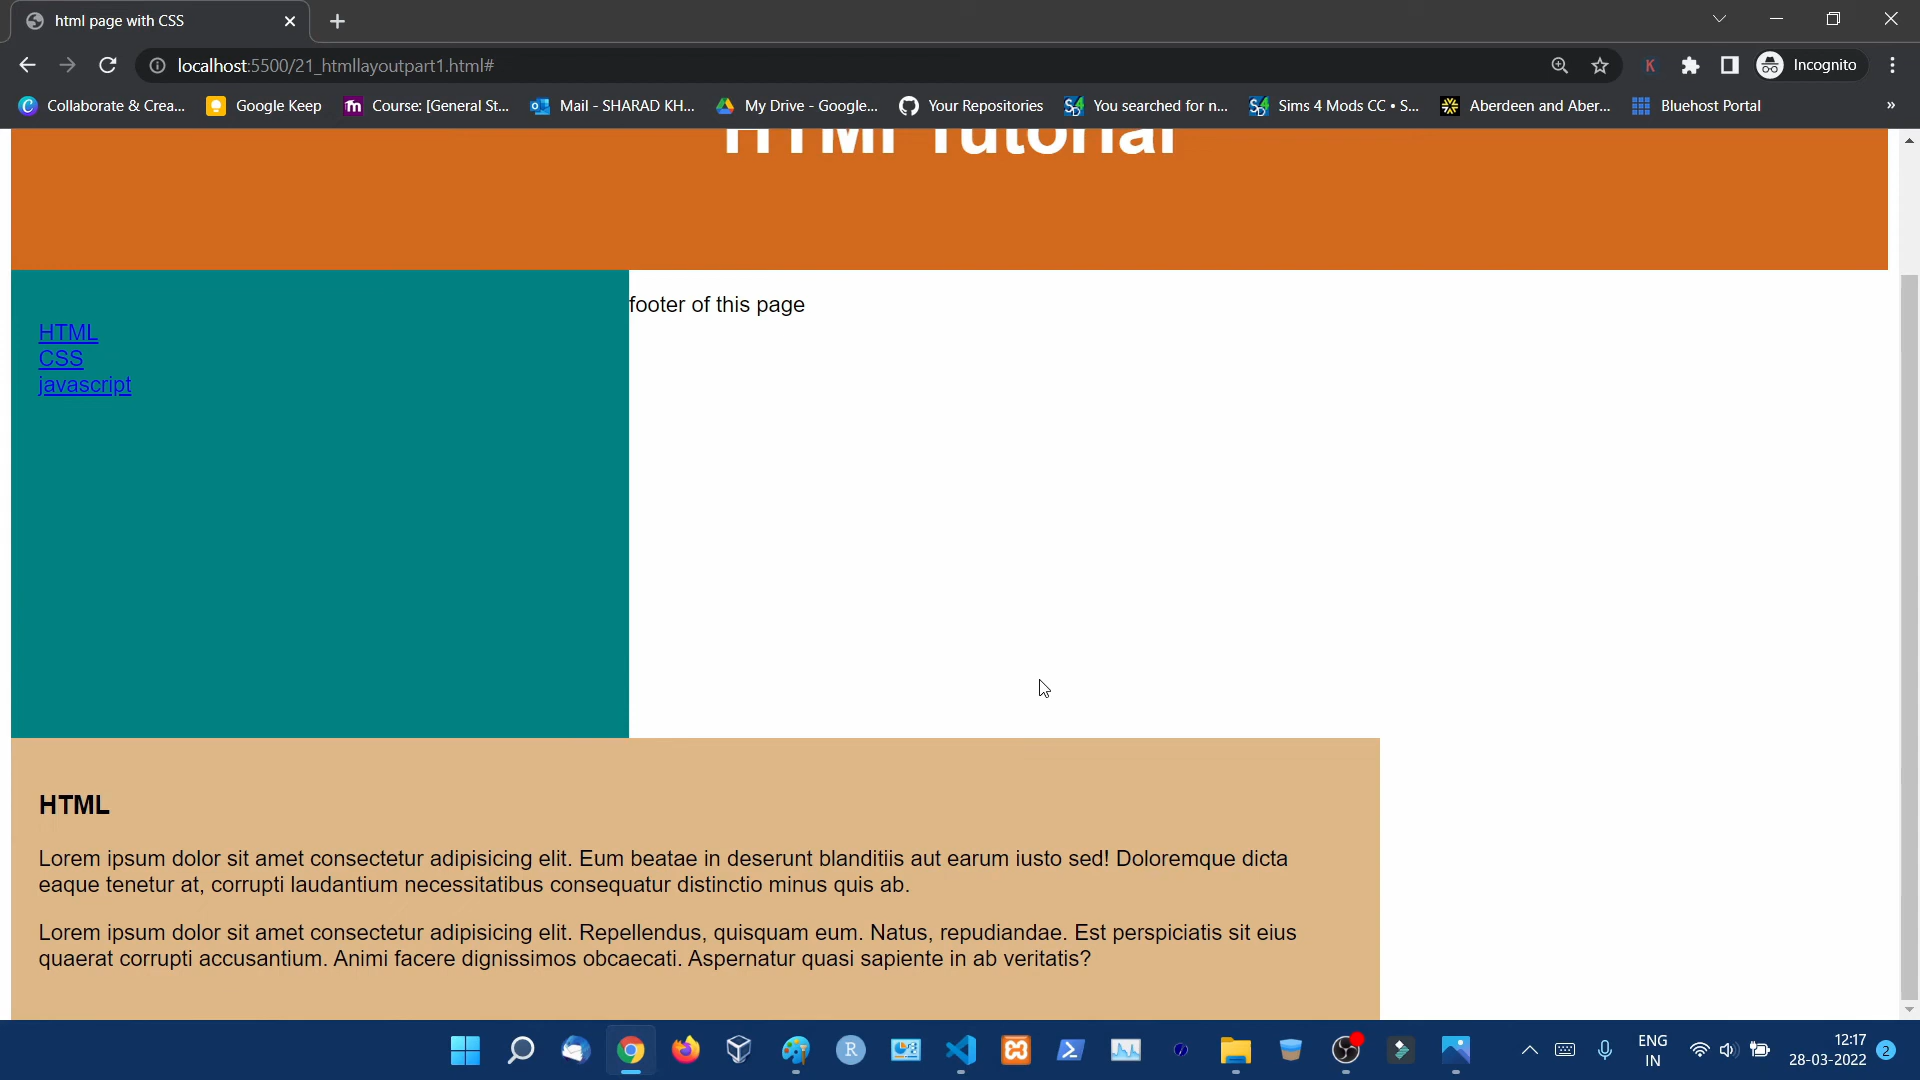 html page with CSS
localhost:5500/21_htmllayoutpart1.html#
K
Incognito
Collaborate & Crea...
Google Keep
Course: [General St...
Mail - SHARAD KH...
My Drive - Google...
Your Repositories
You searched for n...
Sims 4 Mods CC • S...
Aberdeen and Aber...
Bluehost Portal
»
HTMl Tutorial
HTML
CSS
javascript
footer of this page
HTML
Lorem ipsum dolor sit amet consectetur adipisicing elit. Eum beatae in deserunt blanditiis aut earum iusto sed! Doloremque dicta
eaque tenetur at, corrupti laudantium necessitatibus consequatur distinctio minus quis ab.
Lorem ipsum dolor sit amet consectetur adipisicing elit. Repellendus, quisquam eum. Natus, repudiandae. Est perspiciatis sit eius
quaerat corrupti accusantium. Animi facere dignissimos obcaecati. Aspernatur quasi sapiente in ab veritatis?
R
ENG
IN
12:17
28-03-2022
2